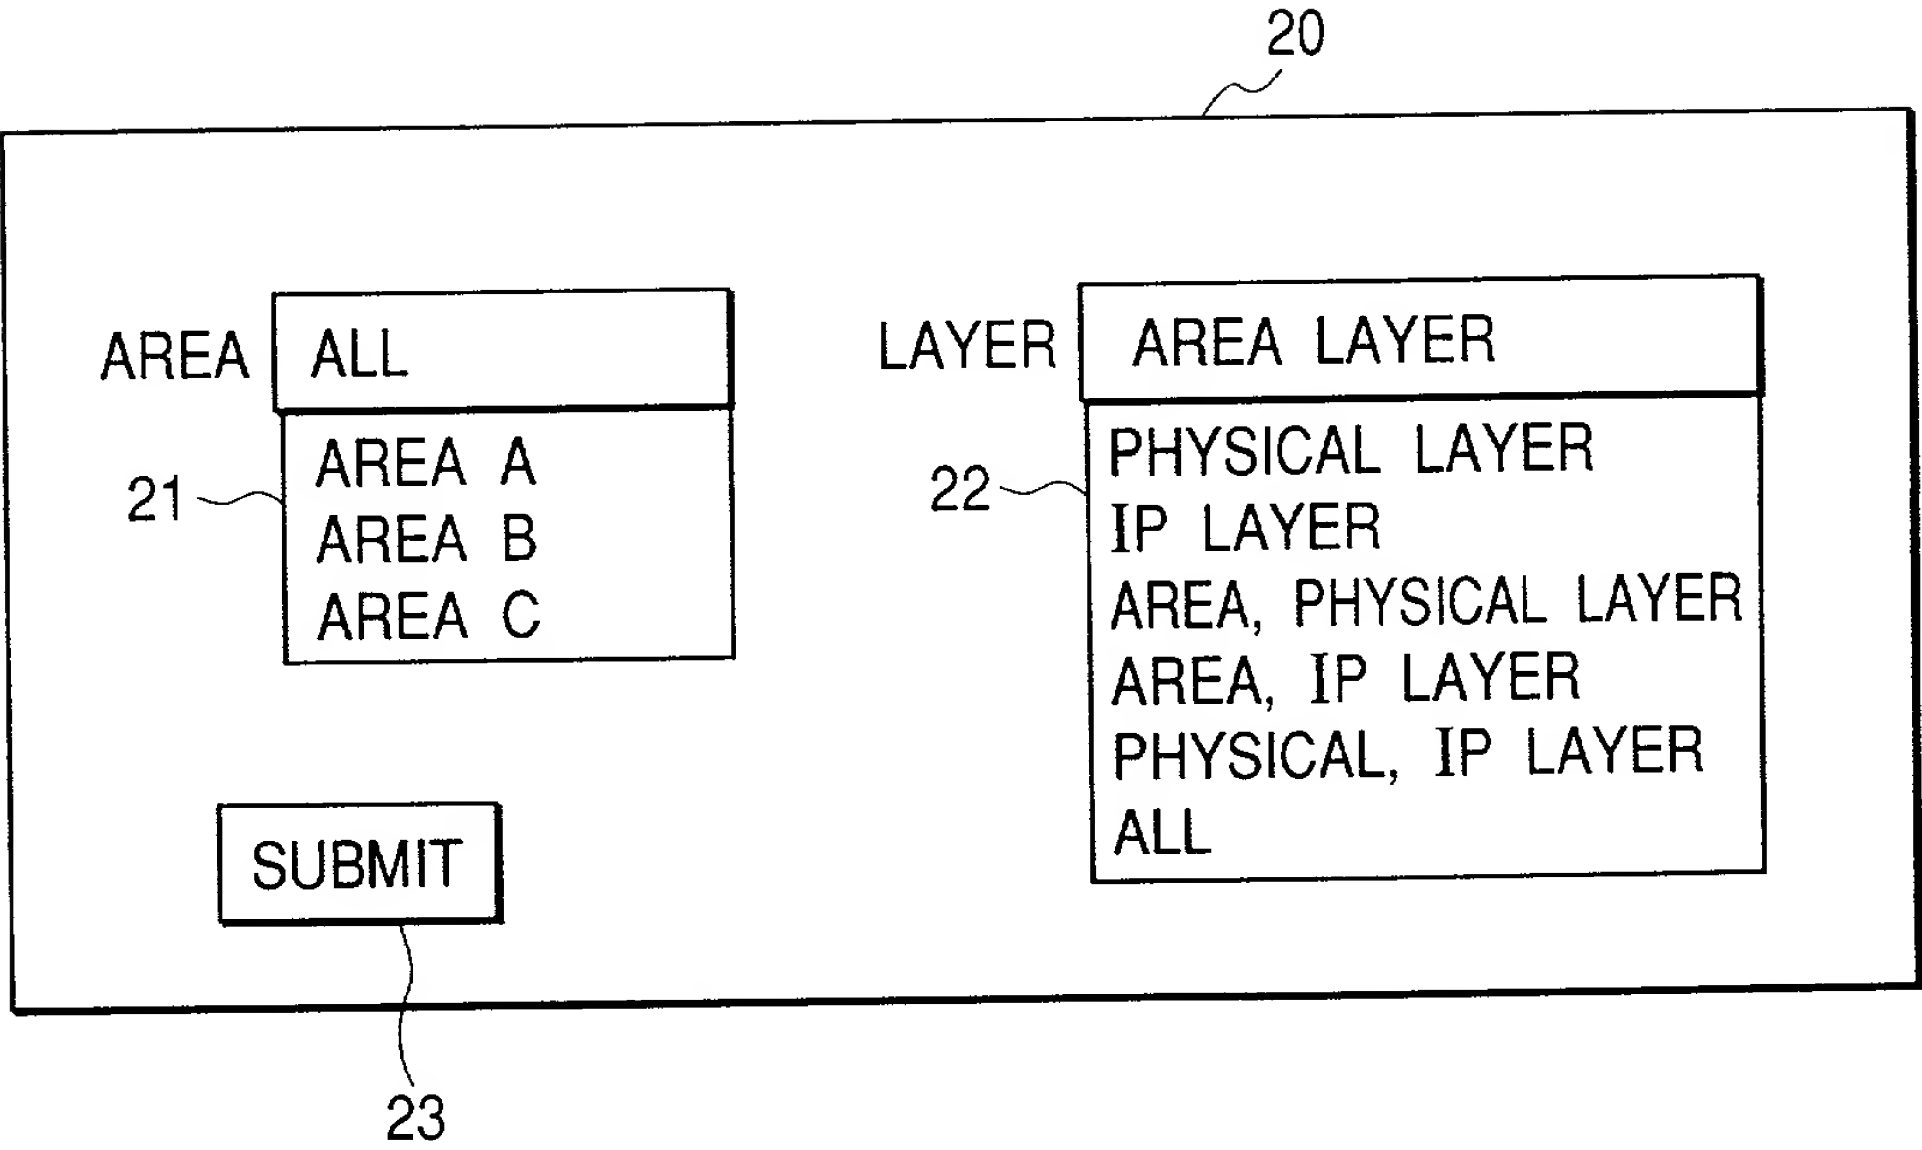 20
AREA ALL
AREA A
AREA B
AREA C
21
LAYER AREA LAYER
PHYSICAL LAYER
IP LAYER
AREA, PHYSICAL LAYER
AREA, IP LAYER
PHYSICAL, IP LAYER
ALL
22
SUBMIT
23